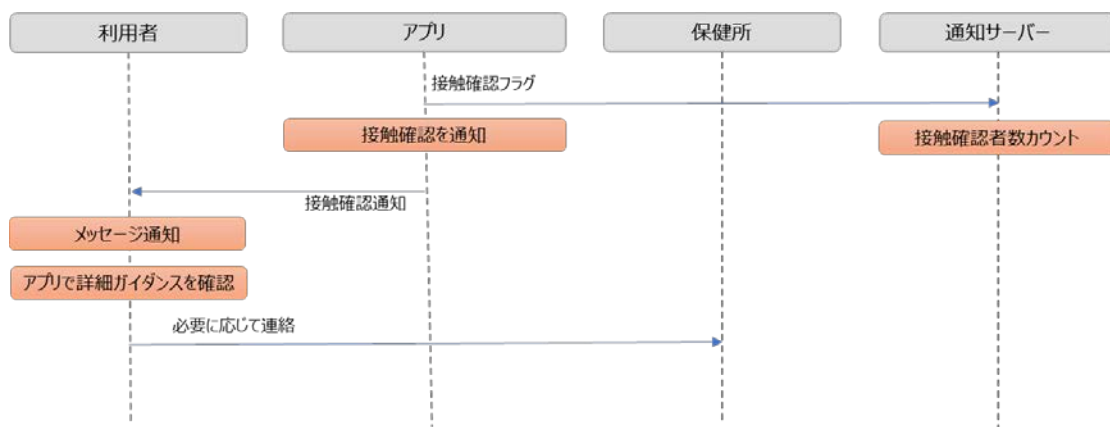 利用者
アプリ
保健所
通知サーバー
接触確認フラグ
接触確認を通知
接触確認者数カウント
接触確認通知
メッセージ通知
アプリで詳細ガイダンスを確認
必要に応じて連絡